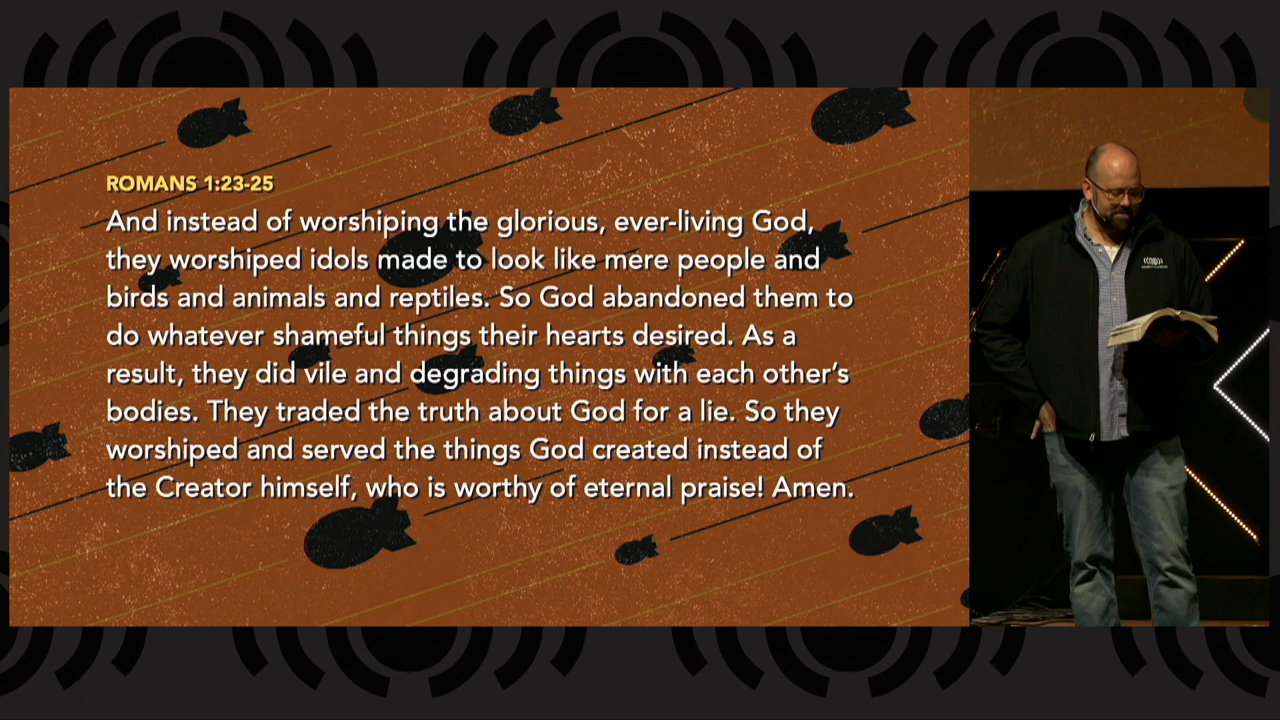 ROMANS 1:23-25
And instead of worshiping the glorious, ever-living God,
they worshiped idols made to look like mere people and
birds and animals and reptiles. So God abandoned them to
do whatever shameful things their hearts desired. As a
result, they did vile and degrading things with each other’s
bodies. They traded the truth about God for a lie. So they
worshiped and served the things God created instead of
the Creator himself, who is worthy of eternal praise! Amen.